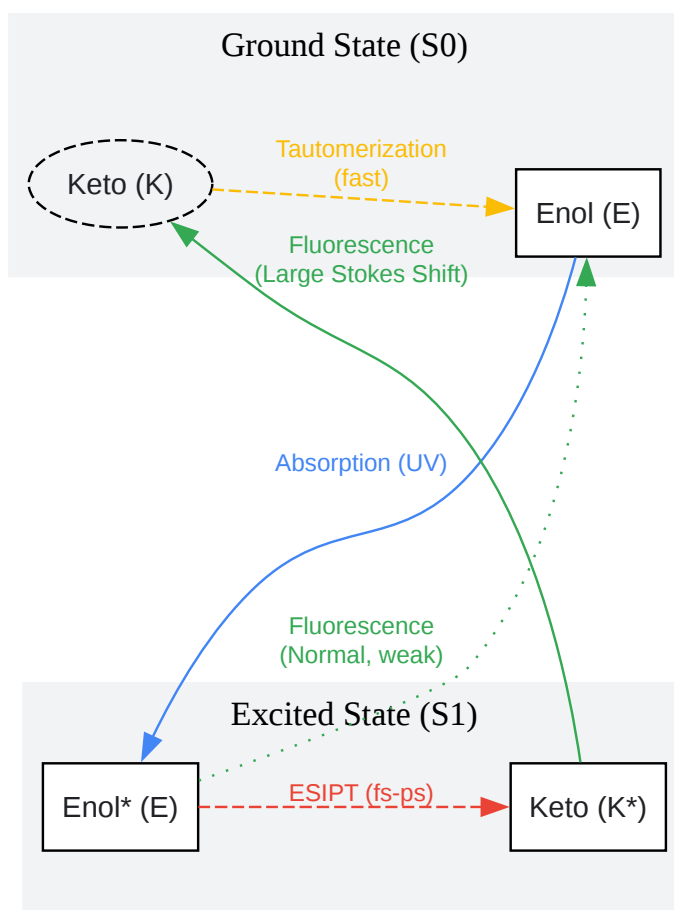 Ground State (S0)
Tautomerization
(fast)
Keto (K)
Enol (E)
Fluorescence
(Large Stokes Shift)
Absorption (UV)
Fluorescence
(Normal, weak)
Excited State (S1)
Enol* (E)
ESIPT (fs-ps)
Keto (K*)